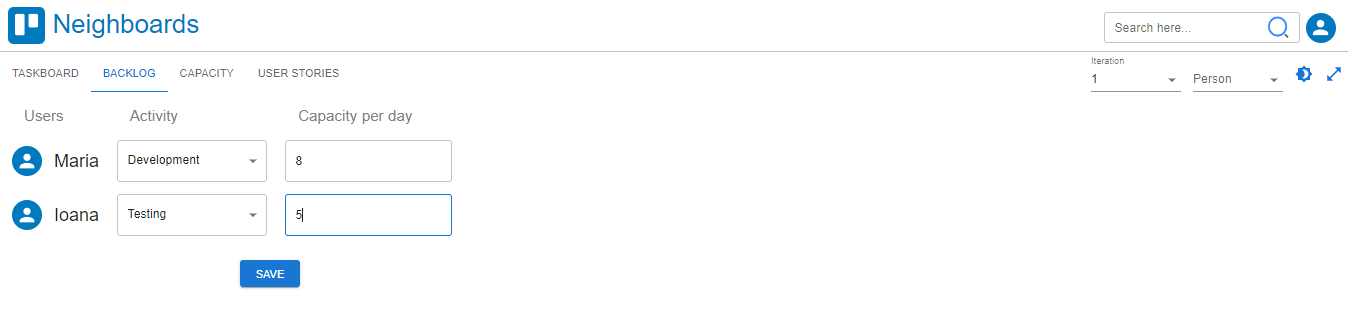 Neighboards
Search here...
TASKBOARD BACKLOG CAPACITY USER STORIES
Iteration
1 Person
Users Activity Capacity per day
Maria Development 8
Ioana Testing 5
SAVE